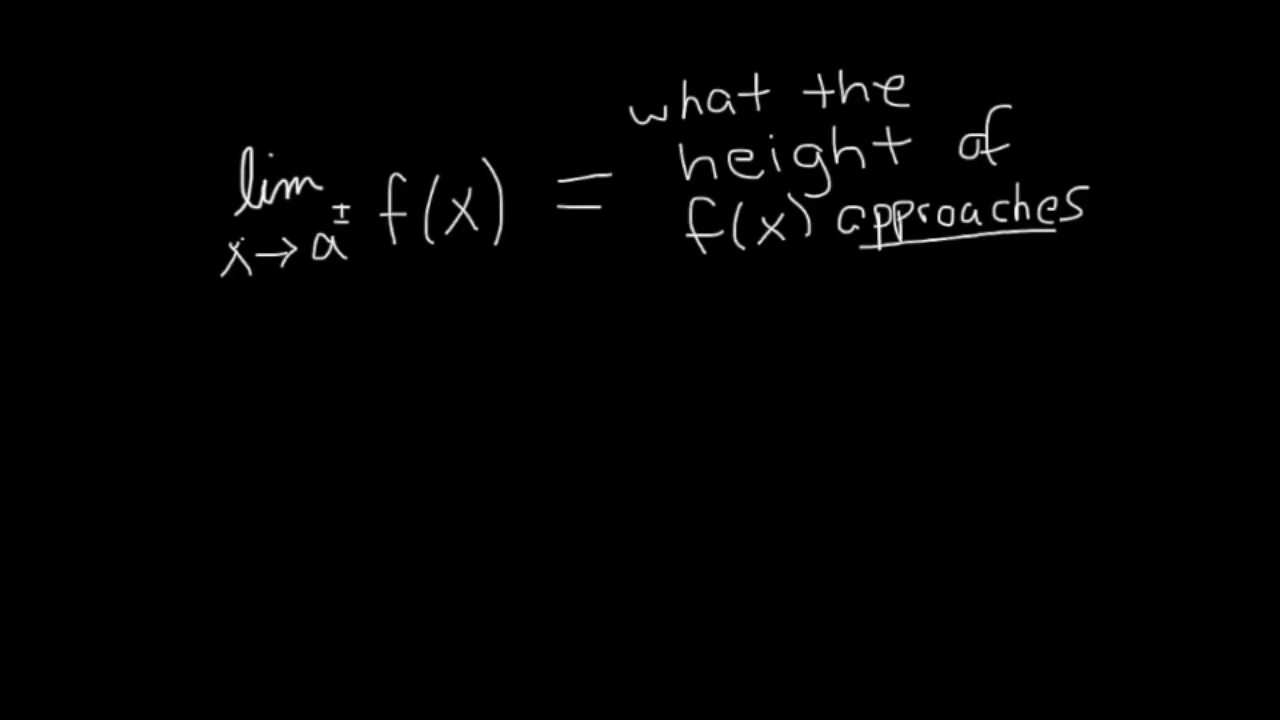 what the
lim f(x) = height of
x→a± f(x) approaches